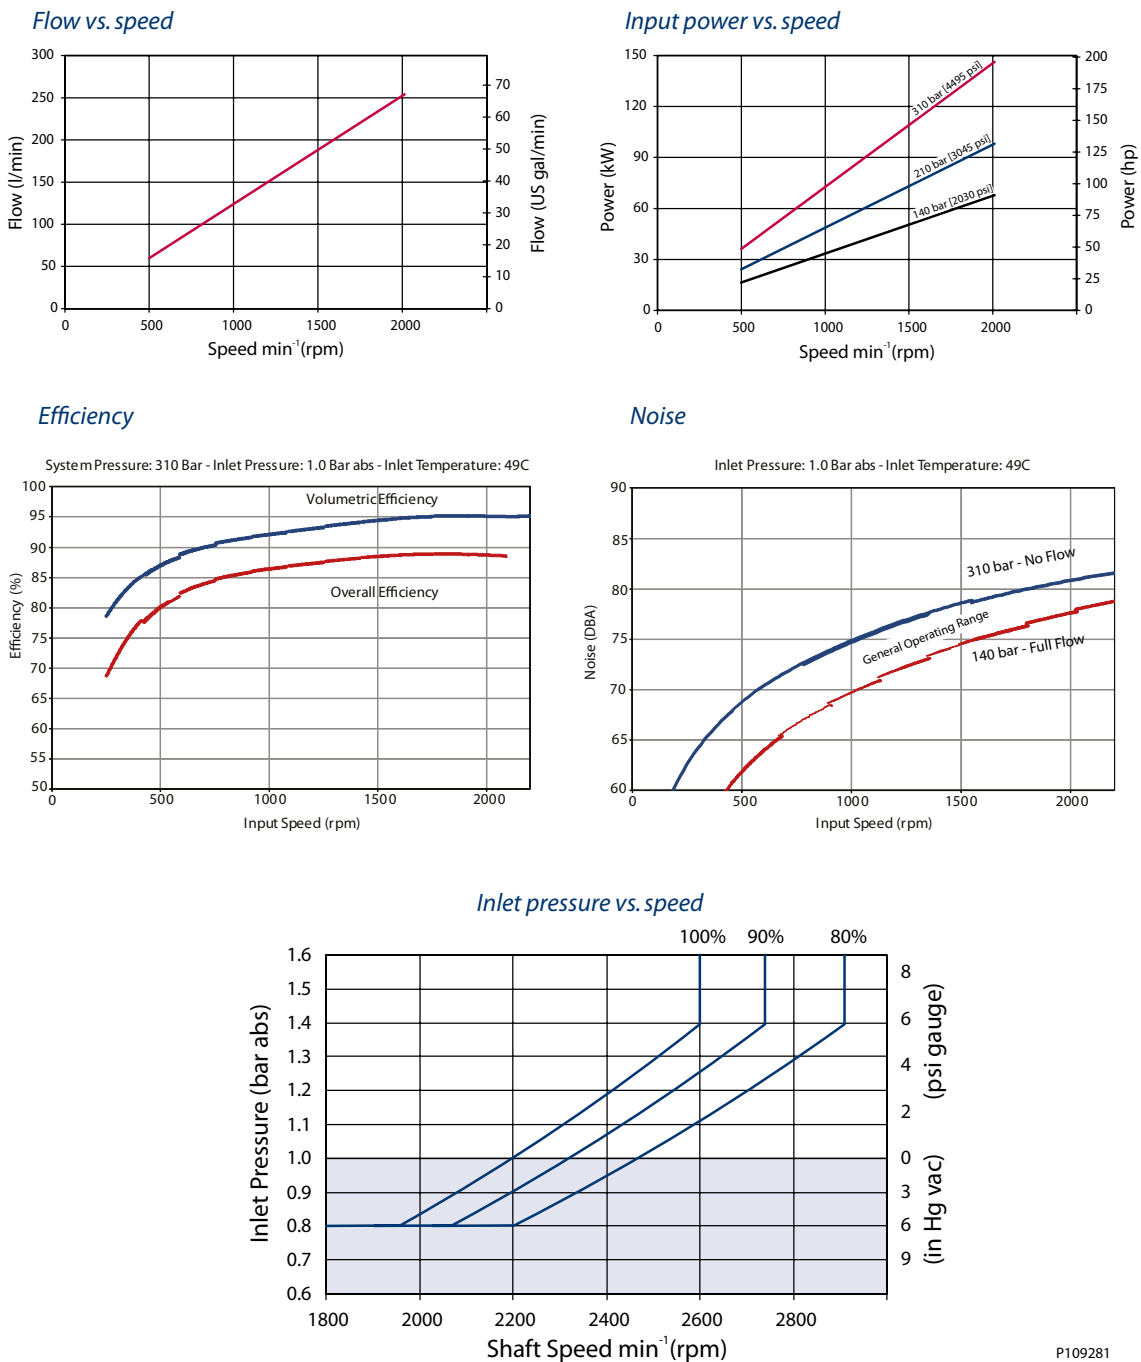 Flow vs. speed
300
250
200
150
100
50
0
Flow (l/min)
70
60
50
40
30
20
10
0
Flow (US gal/min)
0 500 1000 1500 2000
Speed min⁻¹(rpm)
Input power vs. speed
150
120
90
60
30
0
Power (kW)
310 bar [4495 psi]
210 bar [3045 psi]
140 bar [2030 psi]
200
175
150
125
100
75
50
25
0
Power (hp)
0 500 1000 1500 2000
Speed min⁻¹(rpm)
Efficiency
System Pressure: 310 Bar - Inlet Pressure: 1.0 Bar abs - Inlet Temperature: 49C
100
95
90
85
80
75
70
65
60
55
50
Efficiency (%)
Volumetric Efficiency
Overall Efficiency
0 500 1000 1500 2000
Input Speed (rpm)
Noise
Inlet Pressure: 1.0 Bar abs - Inlet Temperature: 49C
90
85
80
75
70
65
60
Noise (DBA)
310 bar - No Flow
General Operating Range
140 bar - Full Flow
0 500 1000 1500 2000
Input Speed (rpm)
Inlet pressure vs. speed
100% 90% 80%
1.6
1.5
1.4
1.3
1.2
1.1
1.0
0.9
0.8
0.7
0.6
Inlet Pressure (bar abs)
8
6
4
2
0
3
6
9
(psi gauge)
(in Hg vac)
1800 2000 2200 2400 2600 2800
Shaft Speed min⁻¹(rpm)
P109281